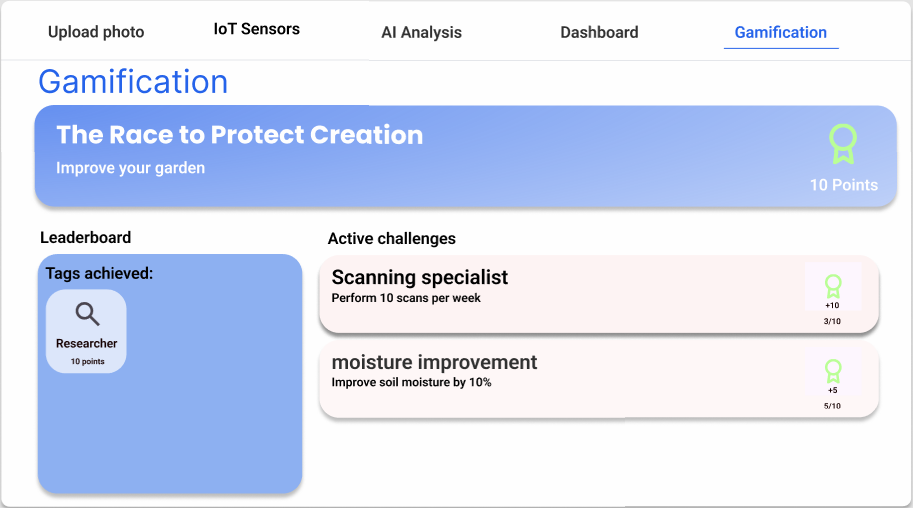 Upload photo
IoT Sensors
AI Analysis
Dashboard
Gamification
Gamification
The Race to Protect Creation
Improve your garden
10 Points
Leaderboard
Tags achieved:
Researcher
10 points
Active challenges
Scanning specialist
Perform 10 scans per week
+10
3/10
moisture improvement
Improve soil moisture by 10%
+5
5/10